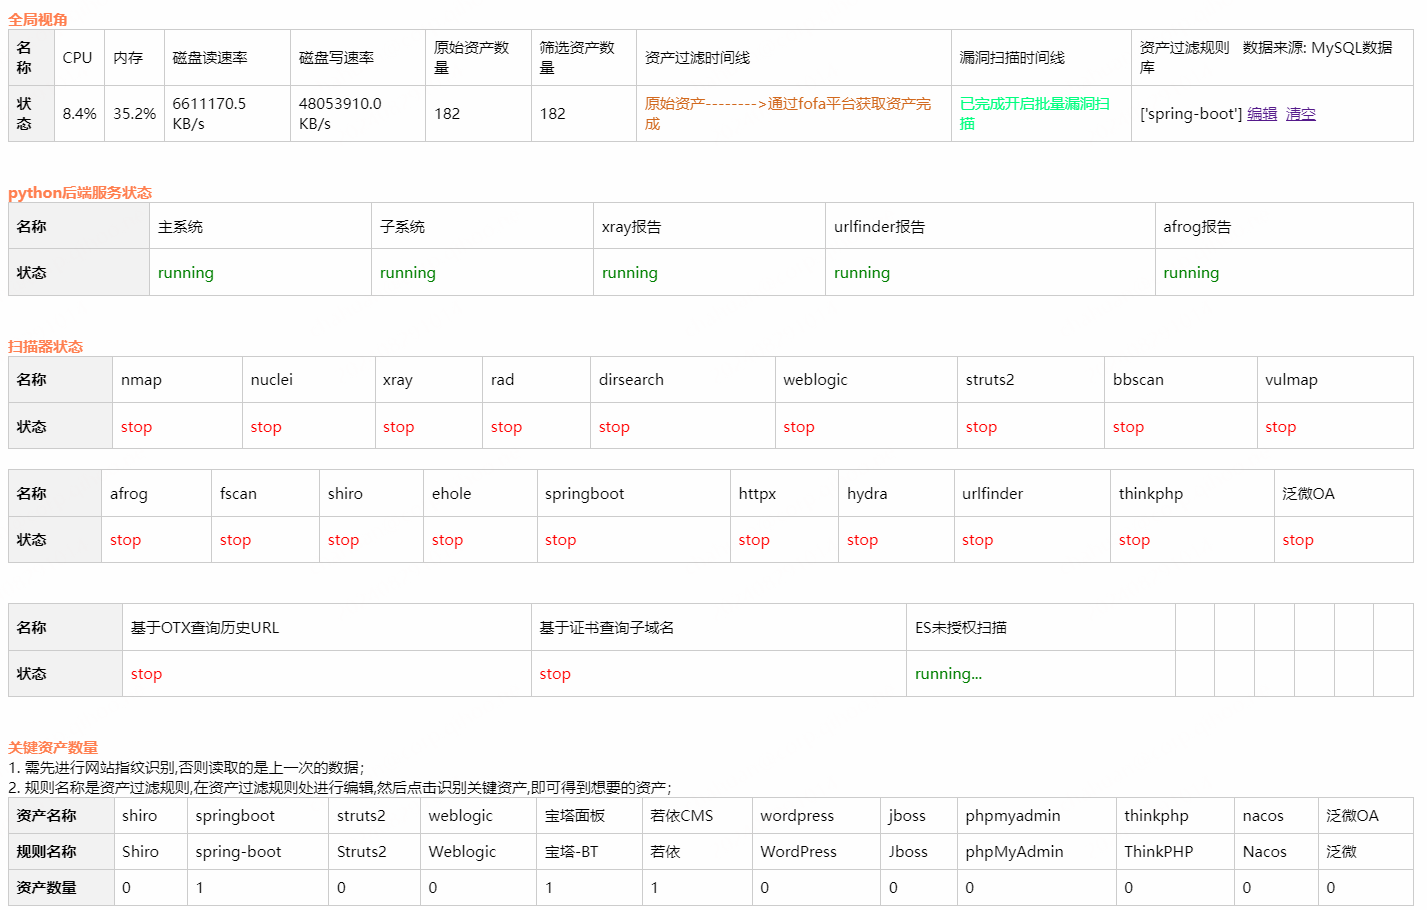 全局视角
名称 CPU 内存 磁盘读速率 磁盘写速率 原始资产数量 筛选资产数量 资产过滤时间线 漏洞扫描时间线 资产过滤规则 数据来源: MySQL数据库
状态 8.4% 35.2% 6611170.5 KB/s 48053910.0 KB/s 182 182 原始资产-------->通过fofa平台获取资产完成 已完成开启批量漏洞扫描 ['spring-boot'] 编辑 清空
python后端服务状态
名称 主系统 子系统 xray报告 urlfinder报告 afrog报告
状态 running running running running running
扫描器状态
名称 nmap nuclei xray rad dirsearch weblogic struts2 bbscan vulmap
状态 stop stop stop stop stop stop stop stop stop
名称 afrog fscan shiro ehole springboot httpx hydra urlfinder thinkphp 泛微OA
状态 stop stop stop stop stop stop stop stop stop stop
名称 基于OTX查询历史URL 基于证书查询子域名 ES未授权扫描
状态 stop stop running...
关键资产数量
1. 需先进行网站指纹识别,否则读取的是上一次的数据；
2. 规则名称是资产过滤规则,在资产过滤规则处进行编辑,然后点击识别关键资产,即可得到想要的资产；
资产名称 shiro springboot struts2 weblogic 宝塔面板 若依CMS wordpress jboss phpmyadmin thinkphp nacos 泛微OA
规则名称 Shiro spring-boot Struts2 Weblogic 宝塔-BT 若依 WordPress Jboss phpMyAdmin ThinkPHP Nacos 泛微
资产数量 0 1 0 0 1 1 0 0 0 0 0 0